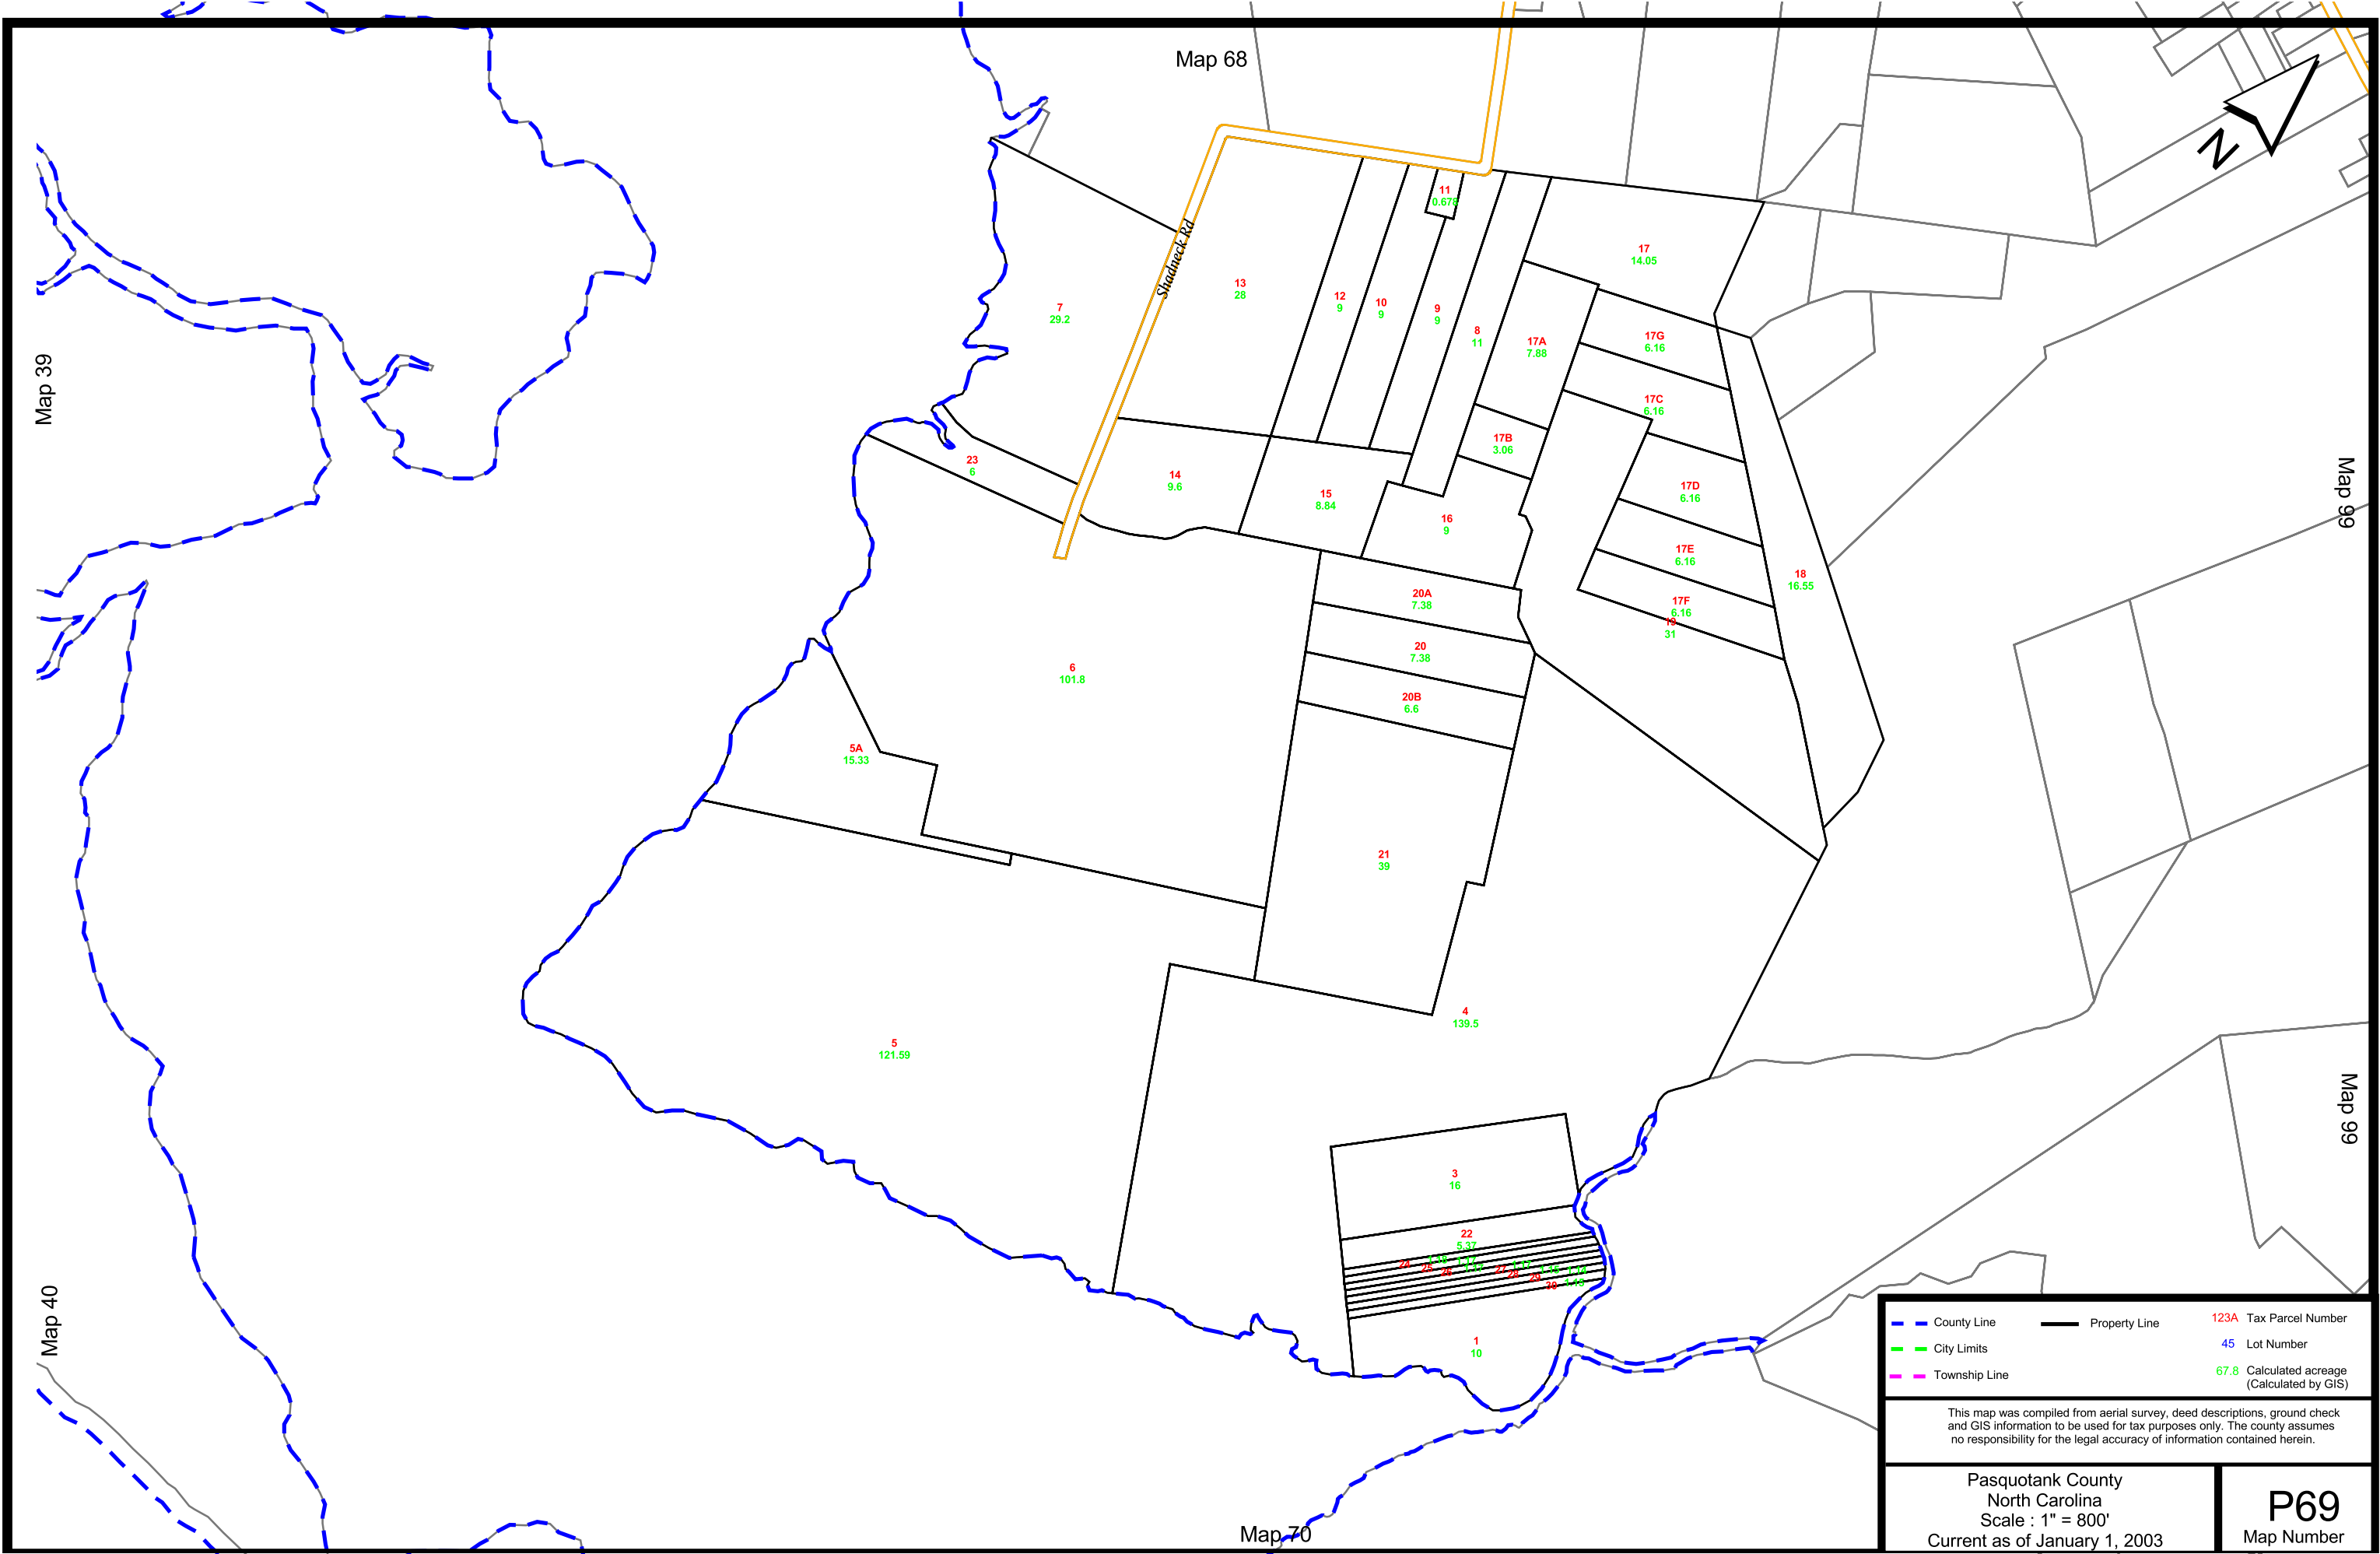 Map 68
N
Map 39
Shadneck Rd
11
0.678
17
14.05
13
28
7
29.2
12
9
10
9
9
9
8
11
17A
7.88
17G
6.16
17C
6.16
17B
3.06
Map 99
23
6
14
9.6
15
8.84
17D
6.16
16
9
17E
6.16
18
16.55
20A
7.38
17F
6.16
19
31
6
101.8
20
7.38
20B
6.6
5A
15.33
21
39
4
139.5
5
121.59
Map 99
3
16
22
5.37
24
25
26
27
28
29
30
1
10
Map 40
Map 70
County Line
Property Line
123A Tax Parcel Number
City Limits
45 Lot Number
Township Line
67.8 Calculated acreage
(Calculated by GIS)
This map was compiled from aerial survey, deed descriptions, ground check
and GIS information to be used for tax purposes only. The county assumes
no responsibility for the legal accuracy of information contained herein.
Pasquotank County
North Carolina
Scale : 1" = 800'
Current as of January 1, 2003
P69
Map Number